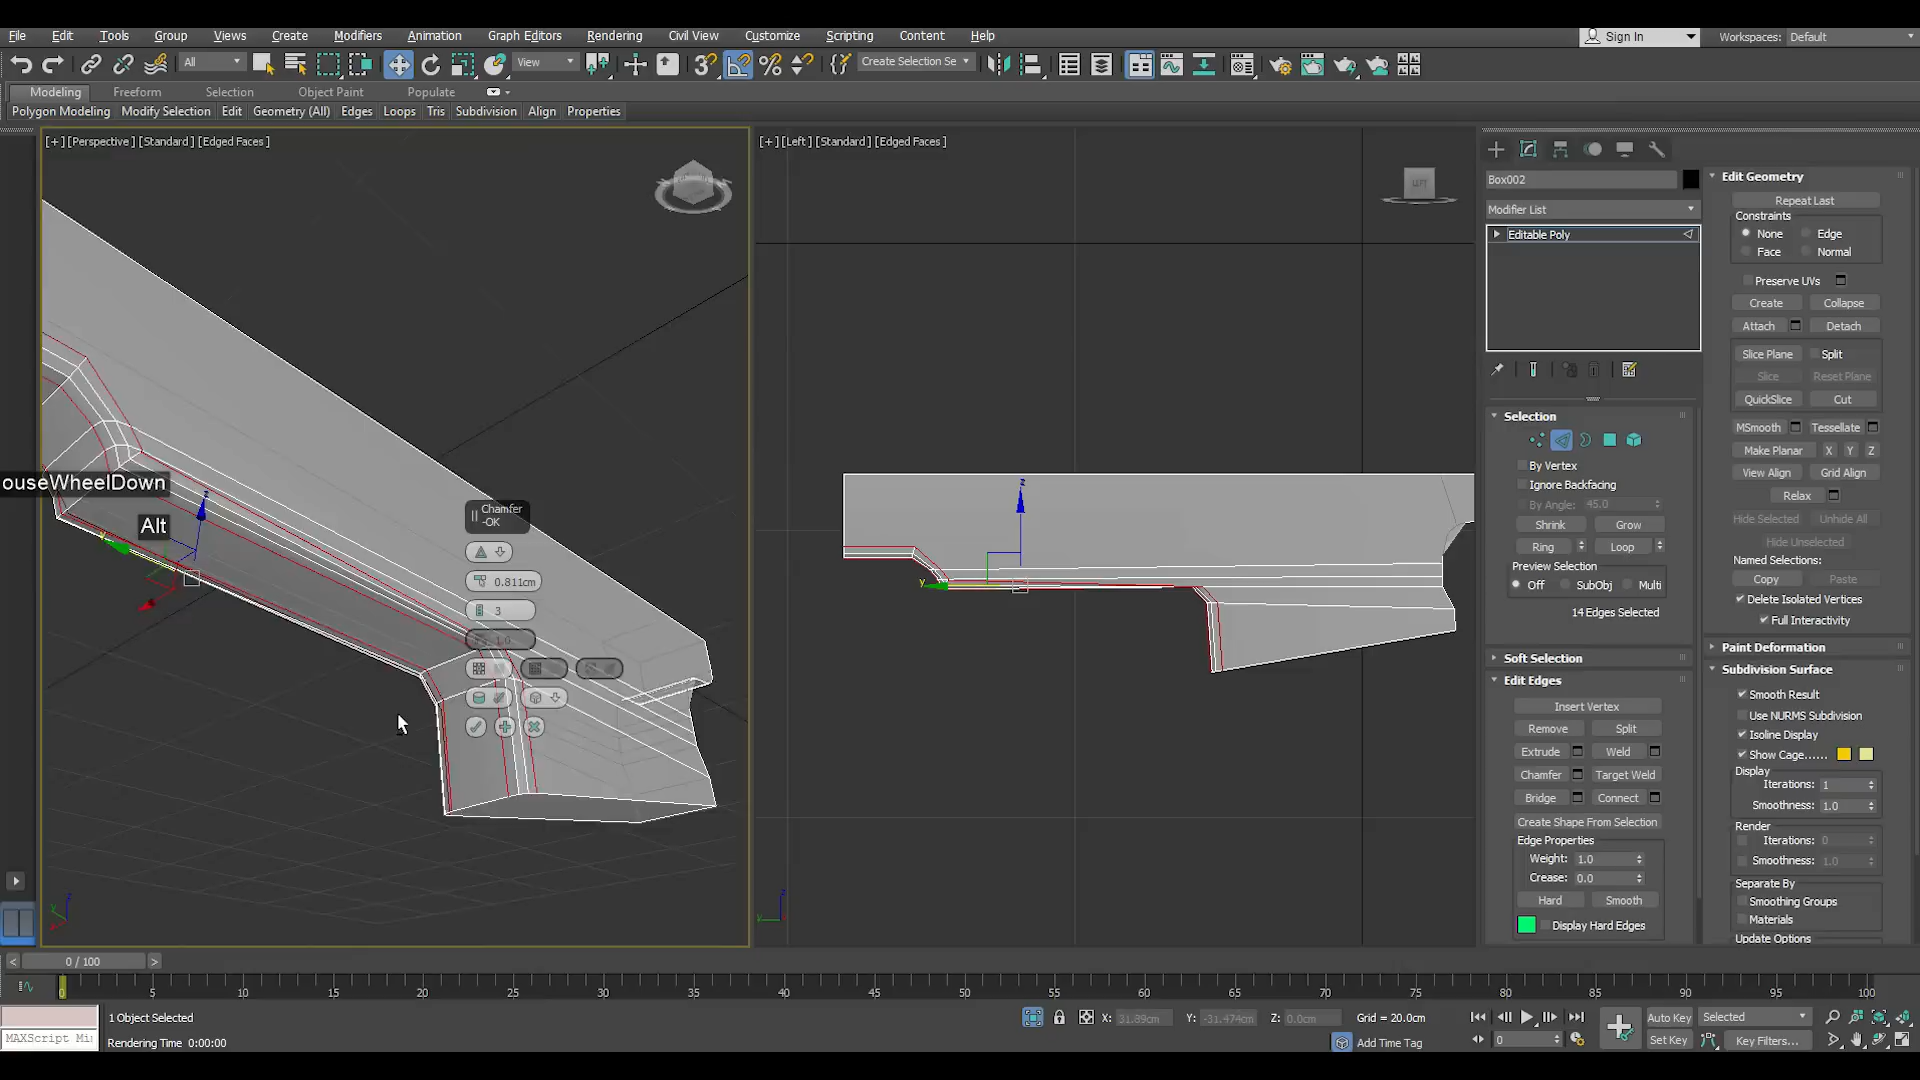 File Edit Tools Group Views Create Modifiers Animation Graph Editors Rendering Civil View Customize Scripting Content Help
Sign In Workspaces: Default
All View Create Selection Se
Modeling Freeform Selection Object Paint Populate
Polygon Modeling Modify Selection Edit Geometry (All) Edges Loops Tris Subdivision Align Properties
[+] [Perspective] [Standard] [Edged Faces]
[+] [Left] [Standard] [Edged Faces]
LEFT
Box002
Modifier List
Editable Poly
Edit Geometry
Repeat Last
Constraints
None Edge
Face Normal
Preserve UVs
Create Collapse
Attach Detach
Slice Plane Split
Slice Reset Plane
QuickSlice Cut
MSmooth Tessellate
Make Planar X Y Z
View Align Grid Align
Relax
Hide Selected Unhide All
Hide Unselected
Named Selections:
Copy Paste
Delete Isolated Vertices
Full Interactivity
Paint Deformation
Subdivision Surface
Smooth Result
Use NURMS Subdivision
Isoline Display
Show Cage......
Display
Iterations: 1
Smoothness: 1.0
Render
Iterations: 0
Smoothness: 1.0
Separate By
Smoothing Groups
Materials
Update Options
Selection
By Vertex
Ignore Backfacing
By Angle: 45.0
Shrink Grow
Ring Loop
Preview Selection
Off SubObj Multi
14 Edges Selected
Soft Selection
Edit Edges
Insert Vertex
Remove Split
Extrude Weld
Chamfer Target Weld
Bridge Connect
Create Shape From Selection
Edge Properties
Weight: 1.0
Crease: 0.0
Hard Smooth
Display Hard Edges
ouseWheelDown
Alt
Chamfer
-OK
0.811cm
3
1.0
z
y
z
y
0 / 100
0 5 10 15 20 25 30 35 40 45 50 55 60 65 70 75 80 85 90 95 100
1 Object Selected
X: 31.89cm Y: -31.474cm Z: 0.0cm Grid = 20.0cm
Auto Key Selected
MAXScript Mi
Rendering Time 0:00:00
Add Time Tag
0
Set Key Key Filters...